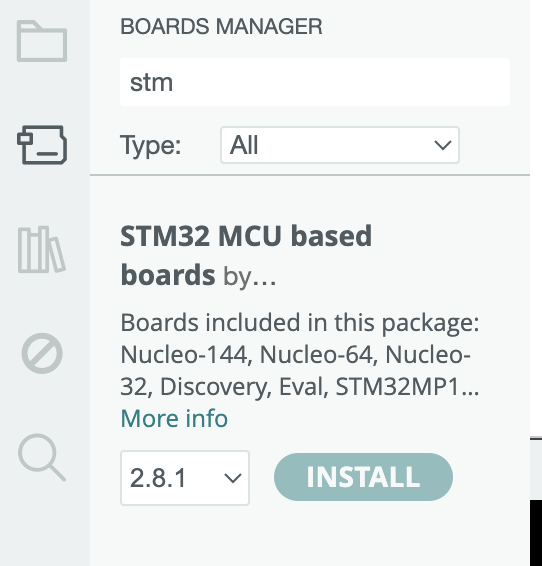 BOARDS MANAGER
stm
Type: All
STM32 MCU based
boards by…
Boards included in this package:
Nucleo-144, Nucleo-64, Nucleo-
32, Discovery, Eval, STM32MP1…
More info
2.8.1 INSTALL